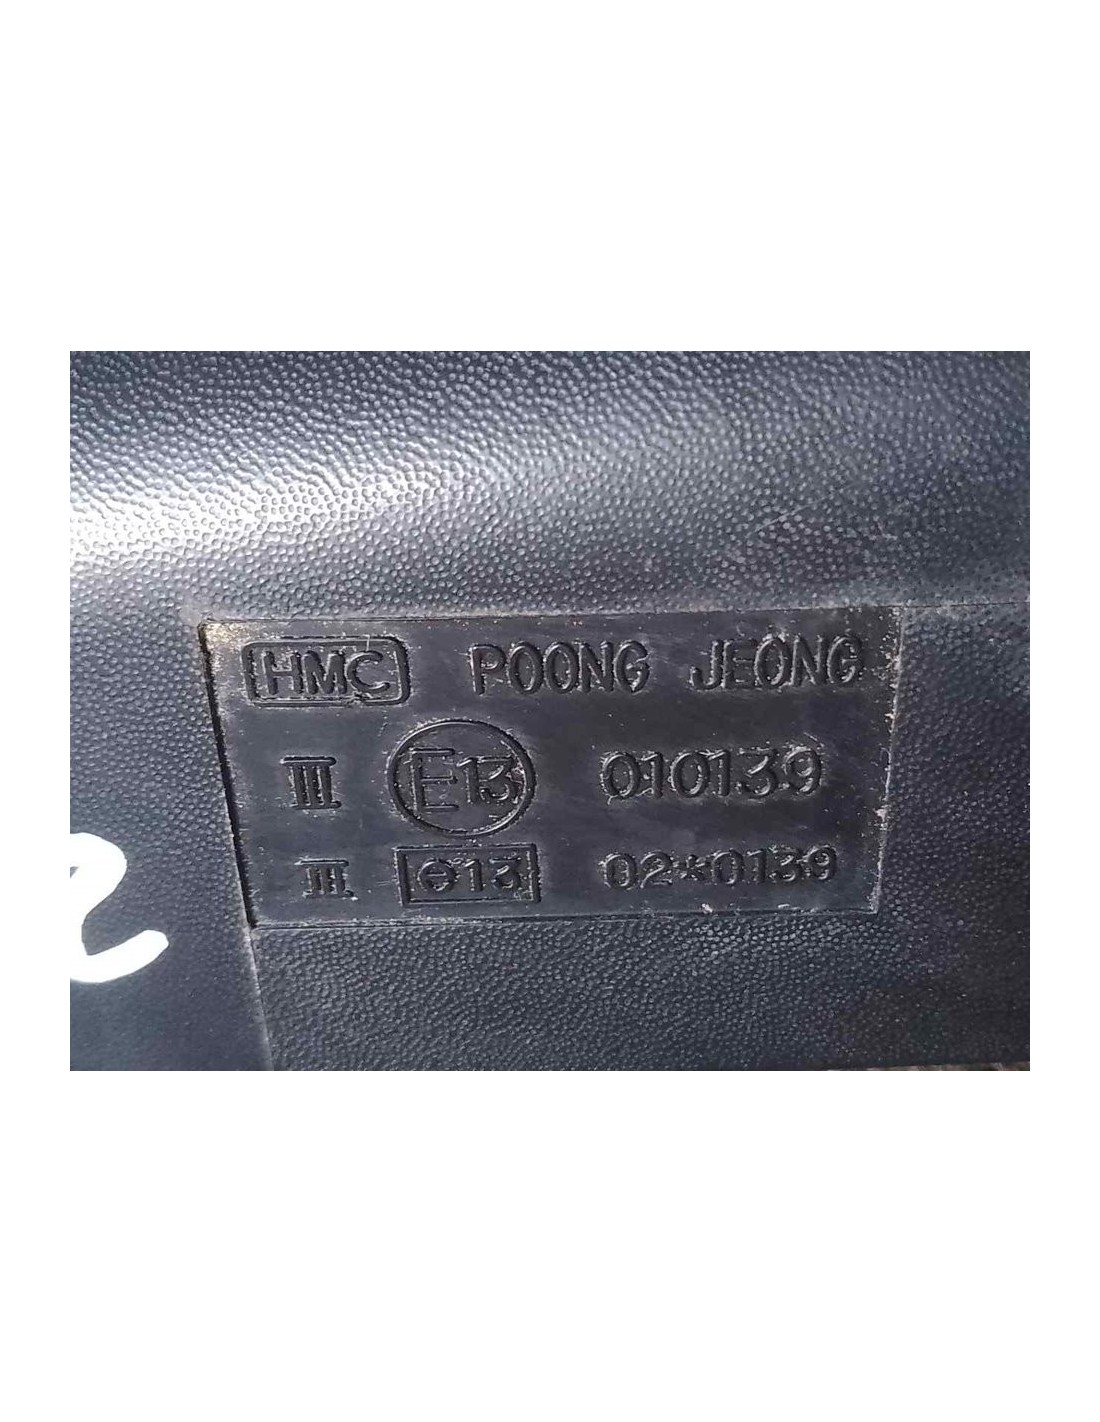 HMC POONG JEONG
III E13 010139
III e13 02*0139